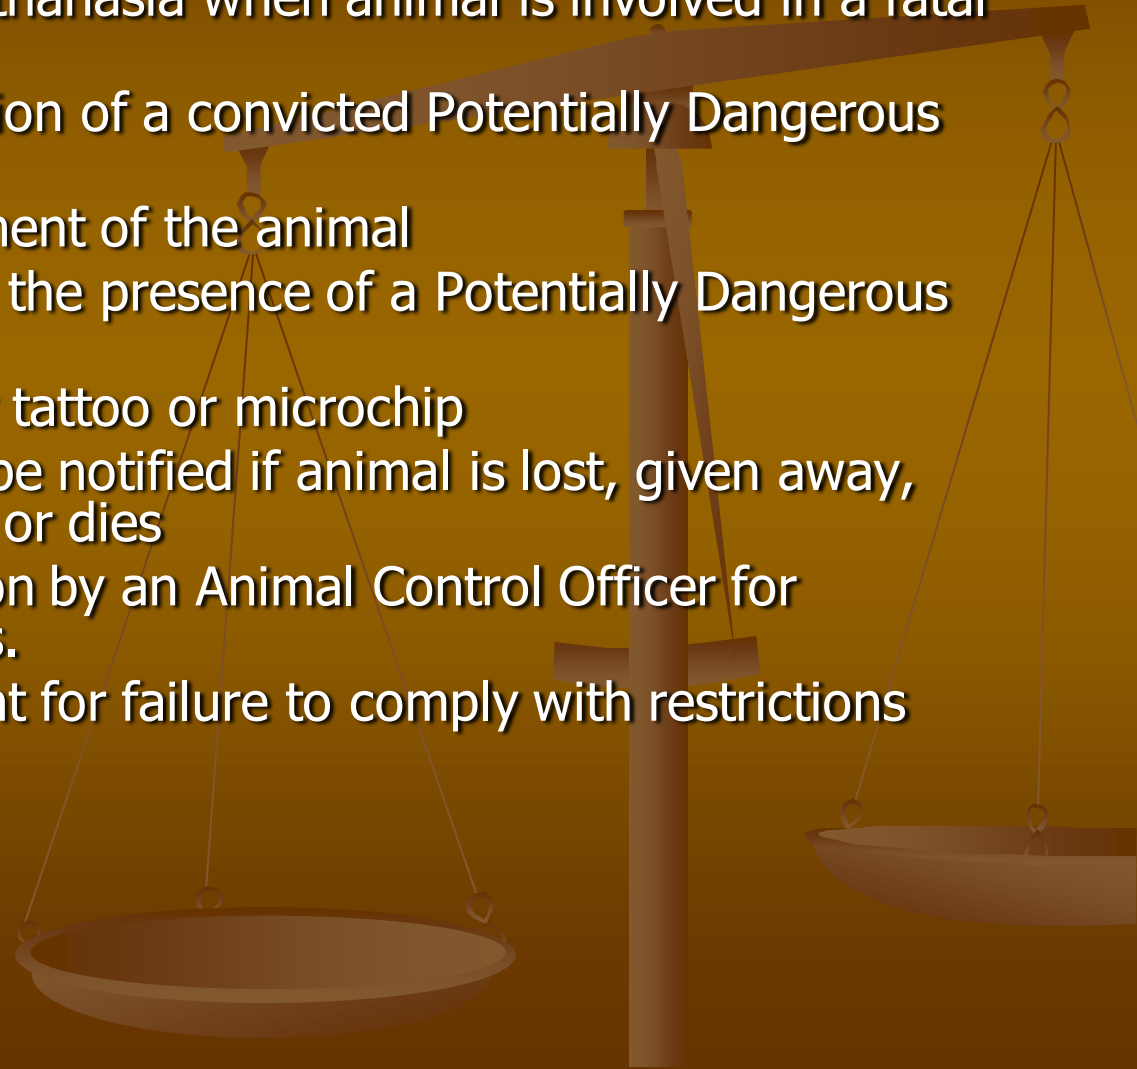 thanasia when animal is involved in a fatal
ion of a convicted Potentially Dangerous
nent of the animal
the presence of a Potentially Dangerous
tattoo or microchip
be notified if animal is lost, given away,
or dies
on by an Animal Control Officer for
s.
nt for failure to comply with restrictions